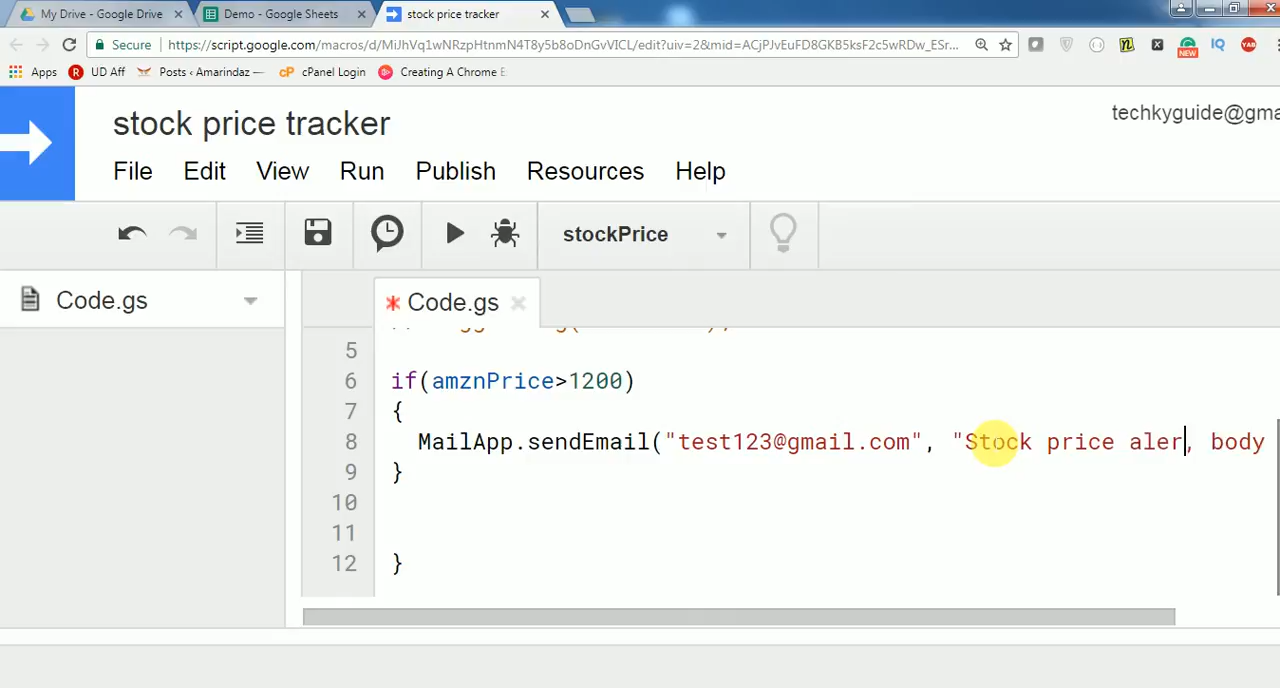 My Drive - Google Drive
Demo - Google Sheets
stock price tracker
Secure
https://script.google.com/macros/d/MiJhVq1wNRzpHtnmN4T8y5b8oDnGvVICL/edit?uiv=2&mid=ACjPJvEuFD8GKB5ksF2c5wRDw_ESr...
NEW
IQ
YAB
Apps
UD Aff
Posts ‹ Amarindaz —
cPanel Login
Creating A Chrome E
stock price tracker
techkyguide@gma
File Edit View Run Publish Resources Help
stockPrice
Code.gs
Code.gs
5
6 if(amznPrice>1200)
7 {
8 MailApp.sendEmail("test123@gmail.com", "Stock price aler, body
9 }
10
11
12 }